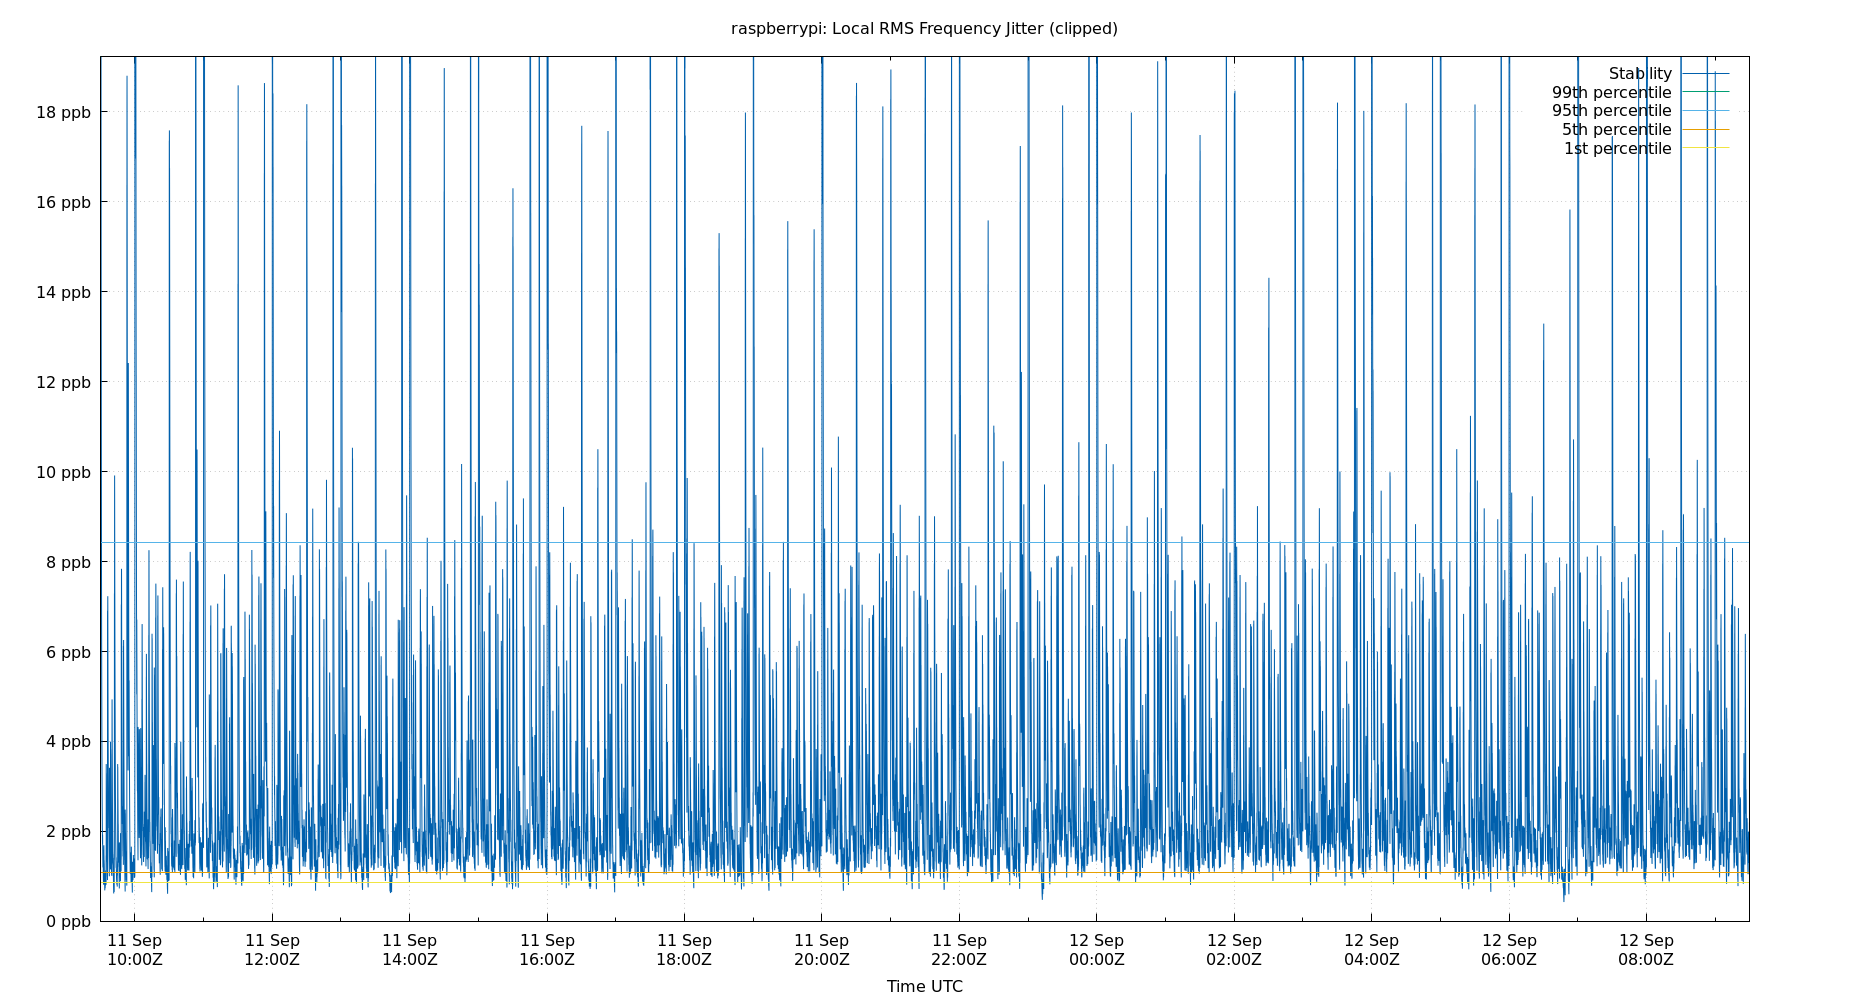 raspberrypi: Local RMS Frequency Jitter (clipped)
Stability
99th percentile
95th percentile
5th percentile
1st percentile
18 ppb
16 ppb
14 ppb
12 ppb
10 ppb
8 ppb
6 ppb
4 ppb
2 ppb
0 ppb
11 Sep 11 Sep 11 Sep 11 Sep 11 Sep 11 Sep 11 Sep 12 Sep 12 Sep 12 Sep 12 Sep 12 Sep
10:00Z 12:00Z 14:00Z 16:00Z 18:00Z 20:00Z 22:00Z 00:00Z 02:00Z 04:00Z 06:00Z 08:00Z
Time UTC